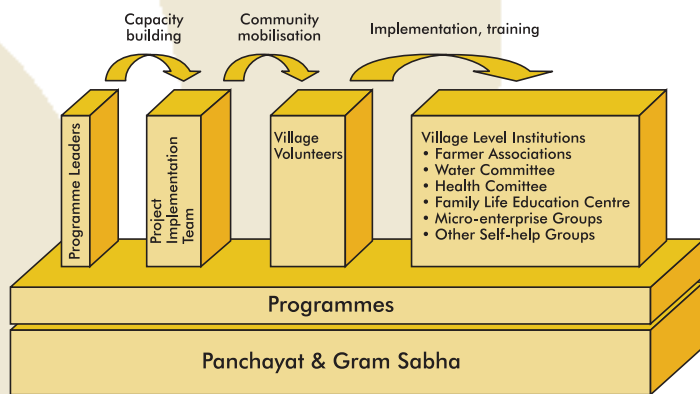 Capacity
building
Community
mobilisation
Implementation, training
Programme Leaders
Project
Implementation
Team
Village
Volunteers
Village Level Institutions
• Farmer Associations
• Water Committee
• Health Comittee
• Family Life Education Centre
• Micro-enterprise Groups
• Other Self-help Groups
Programmes
Panchayat & Gram Sabha